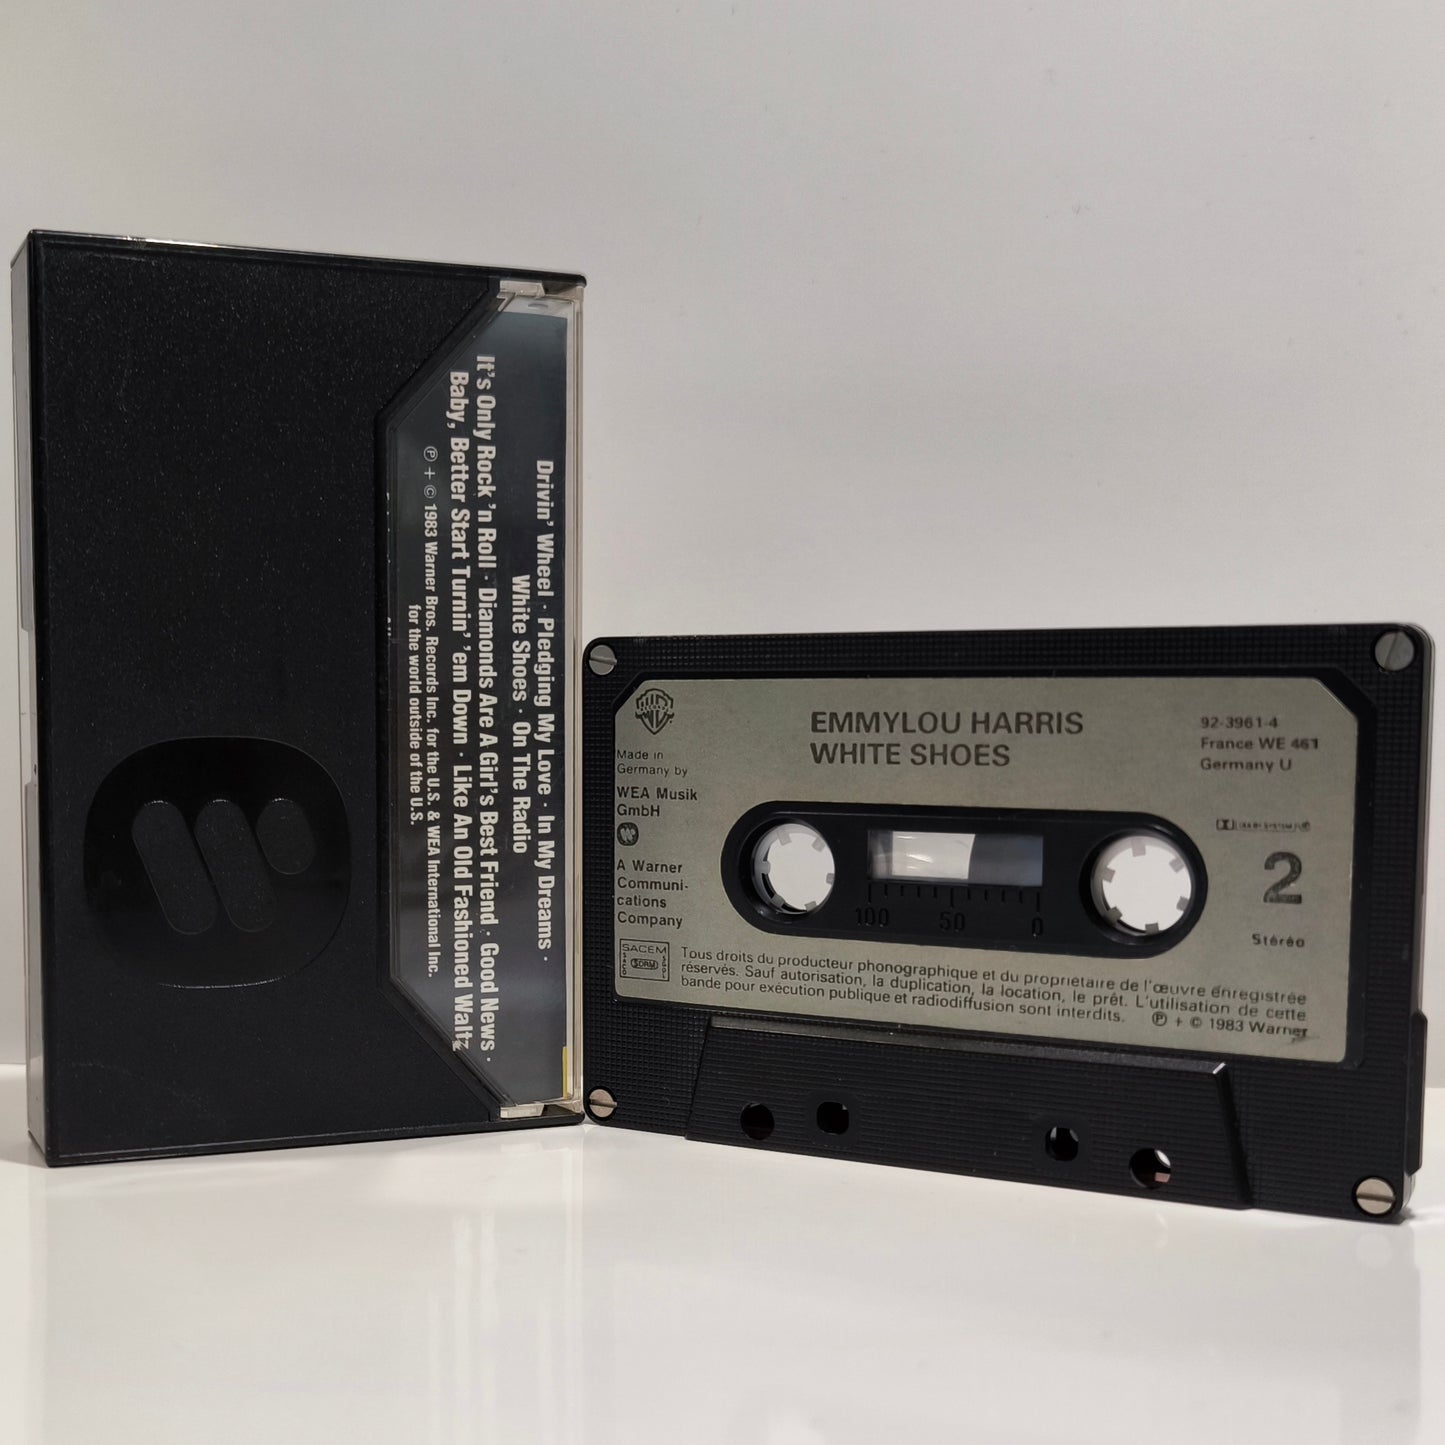 Drivin' Wheel · Pledging My Love · In My Dreams ·
White Shoes · On The Radio
It's Only Rock 'n Roll · Diamonds Are A Girl's Best Friend · Good News ·
Baby, Better Start Turnin' 'em Down · Like An Old Fashioned Waltz
℗ + © 1983 Warner Bros. Records Inc. for the U.S. & WEA International Inc.
for the world outside of the U.S.
EMMYLOU HARRIS
WHITE SHOES
92-3961-4
France WE 461
Germany U
Made in
Germany by
WEA Musik
GmbH
A Warner
Communi-
cations
Company
SACEM
SDRM
2
Stéréo
100 50 0
Tous droits du producteur phonographique et du propriétaire de l'œuvre enregistrée
réservés. Sauf autorisation, la duplication, la location, le prêt. L'utilisation de cette
bande pour exécution publique et radiodiffusion sont interdits. ℗ + © 1983 Warner